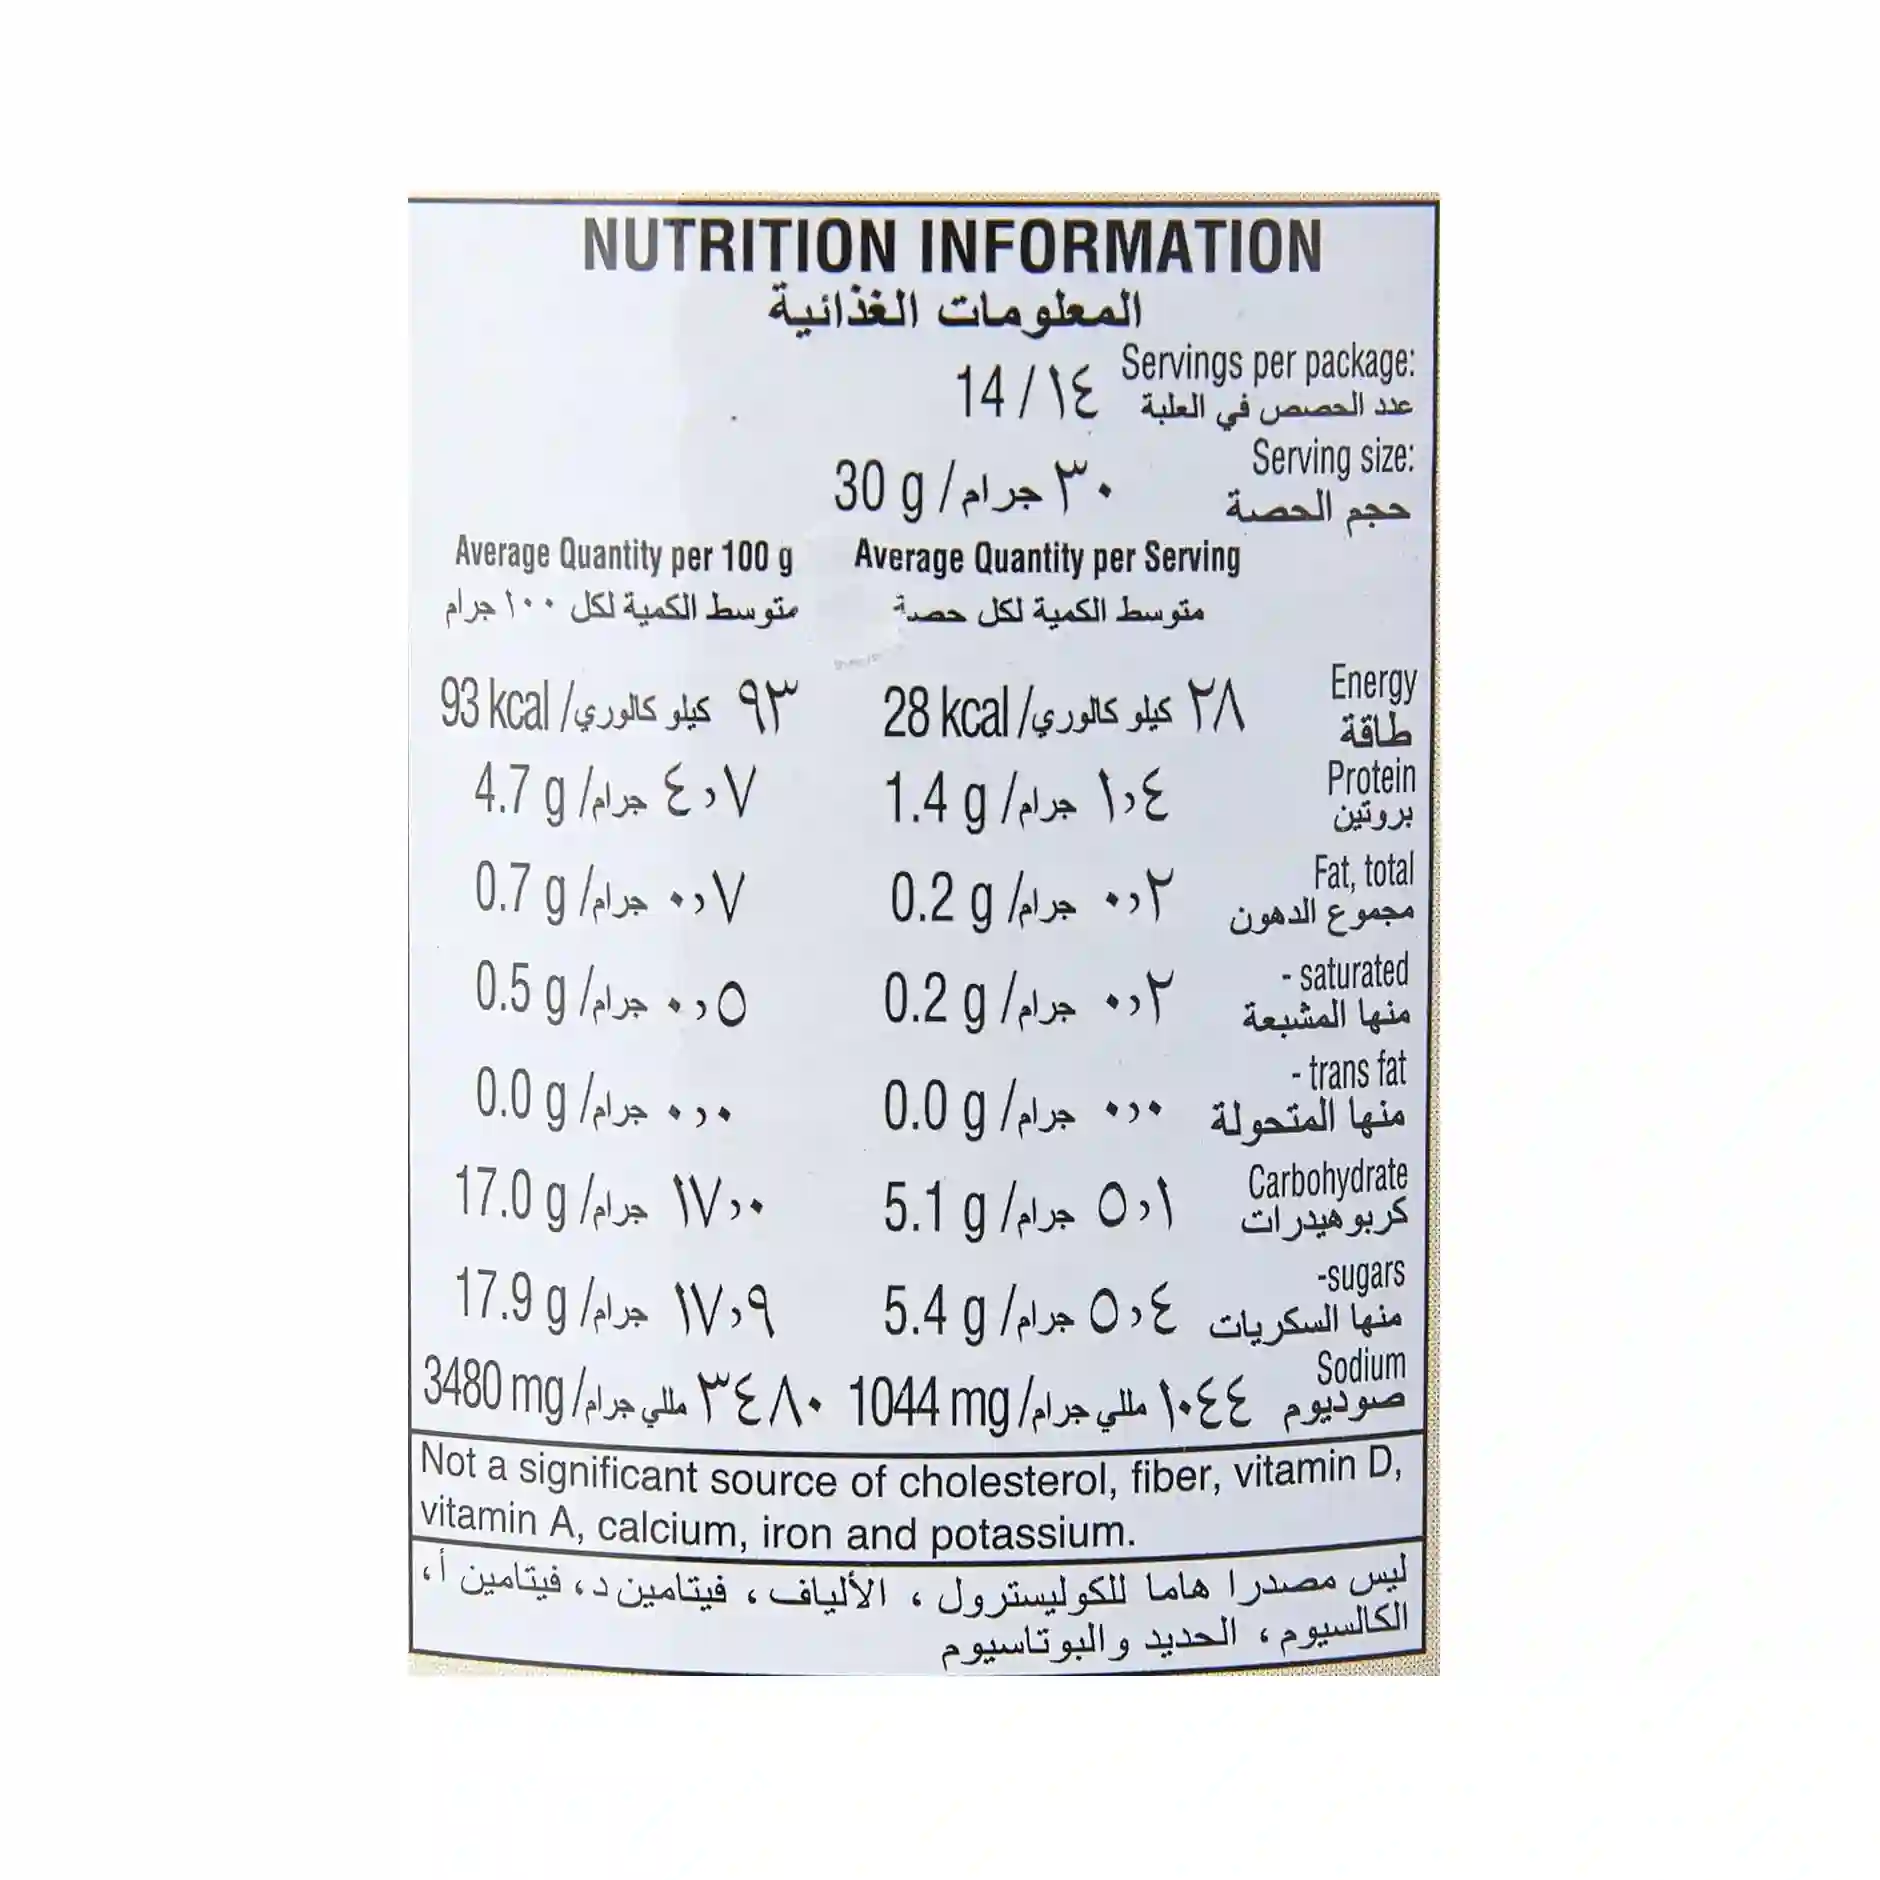 NUTRITION INFORMATION
المعلومات الغذائية
14 / ١٤ Servings per package:
عدد الحصص في العلبة
30 g / ٣٠ جرام Serving size:
حجم الحصة
Average Quantity per 100 g Average Quantity per Serving
متوسط الكمية لكل ١٠٠ جرام متوسط الكمية لكل حصة
93 kcal / ٩٣ كيلو كالوري 28 kcal / ٢٨ كيلو كالوري Energy
طاقة
4.7 g / ٤,٧ جرام 1.4 g / ١,٤ جرام Protein
بروتين
0.7 g / ٠,٧ جرام 0.2 g / ٠,٢ جرام Fat, total
مجموع الدهون
0.5 g / ٠,٥ جرام 0.2 g / ٠,٢ جرام - saturated
منها المشبعة
0.0 g / ٠,٠ جرام 0.0 g / ٠,٠ جرام - trans fat
منها المتحولة
17.0 g / ١٧,٠ جرام 5.1 g / ٥,١ جرام Carbohydrate
كربوهيدرات
17.9 g / ١٧,٩ جرام 5.4 g / ٥,٤ جرام -sugars
منها السكريات
3480 mg / ٣٤٨٠ مللي جرام 1044 mg / ١٠٤٤ مللي جرام Sodium
صوديوم
Not a significant source of cholesterol, fiber, vitamin D,
vitamin A, calcium, iron and potassium.
ليس مصدرا هاما للكوليسترول ، الألياف ، فيتامين د، فيتامين أ،
الكالسيوم ، الحديد والبوتاسيوم